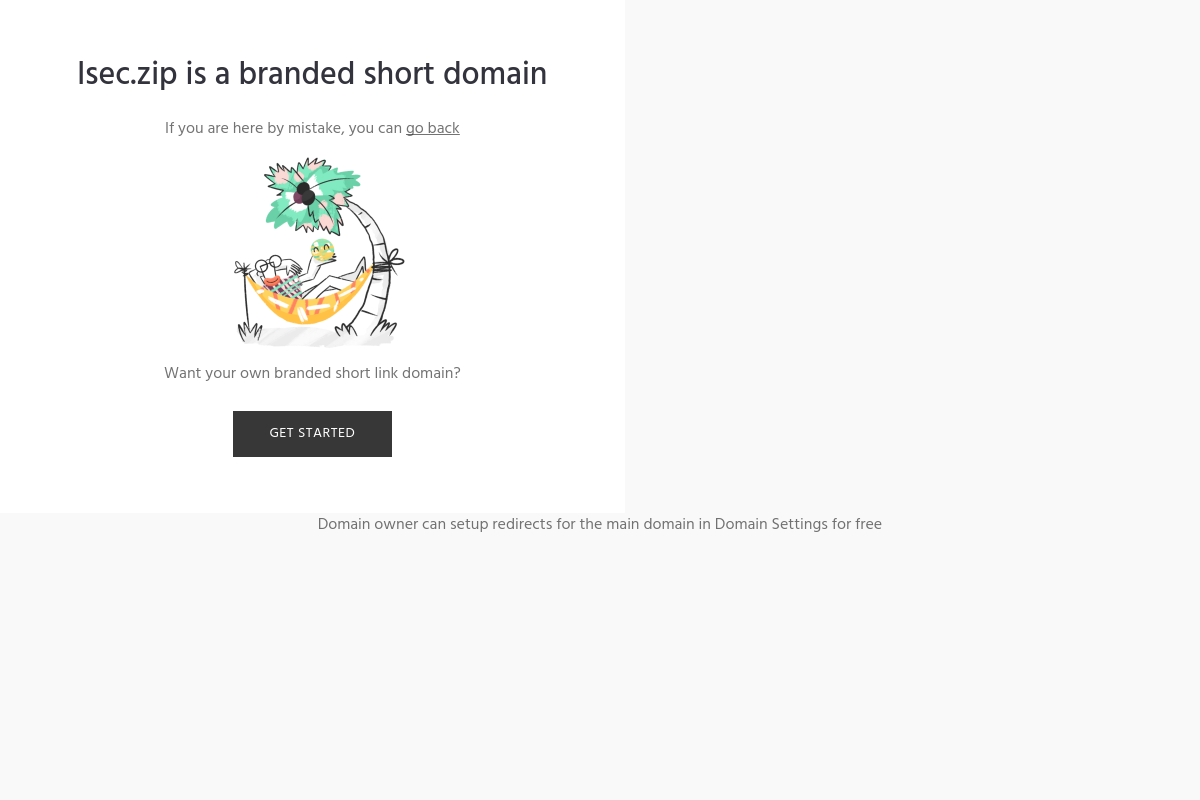 lsec.zip is a branded short domain
If you are here by mistake, you can go back
Want your own branded short link domain?
GET STARTED
Domain owner can setup redirects for the main domain in Domain Settings for free